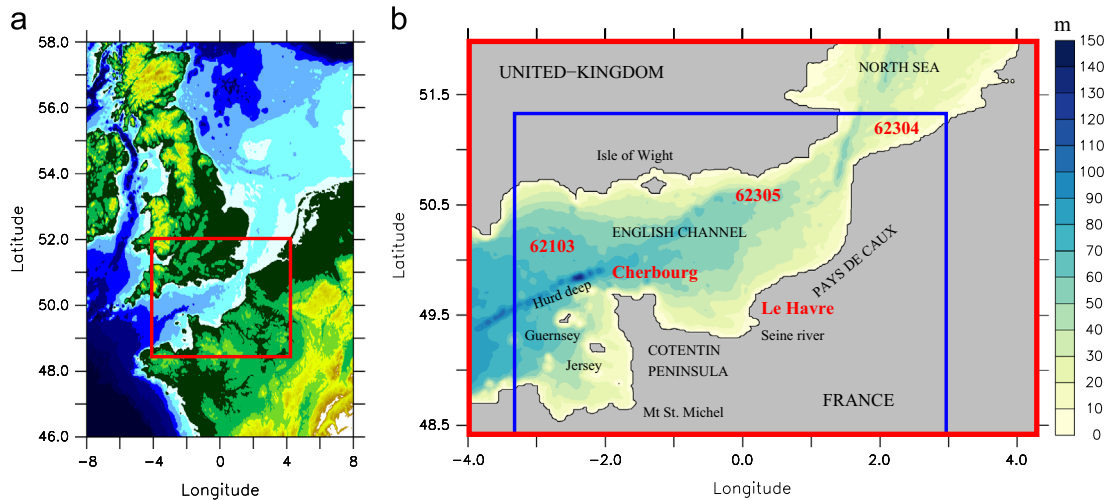 a
58.0
56.0
54.0
52.0
50.0
48.0
46.0
Latitude
-8
-4
0
4
8
Longitude
b
m
UNITED-KINGDOM
NORTH SEA
62304
Isle of Wight
62305
62103
ENGLISH CHANNEL
Cherbourg
PAYS DE CAUX
Hurd deep
Le Havre
Guernsey
Seine river
Jersey
COTENTIN
PENINSULA
Mt St. Michel
FRANCE
51.5
50.5
49.5
48.5
Latitude
-4.0
-2.0
0.0
2.0
4.0
Longitude
150
140
130
120
110
100
90
80
70
60
50
40
30
20
10
0